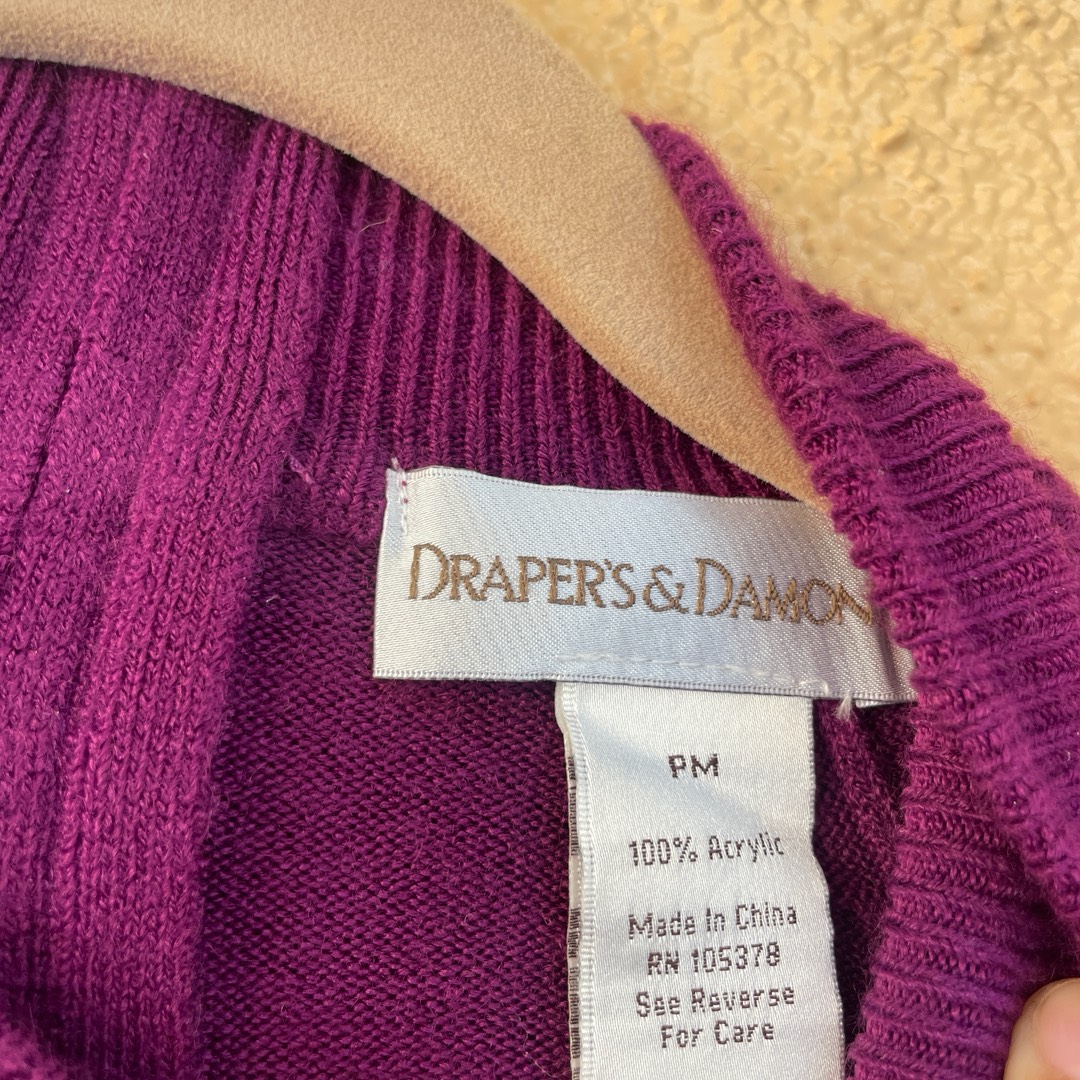 DRAPER'S & DAMON
PM
100% Acrylic
Made In China
RN 105378
See Reverse
For Care